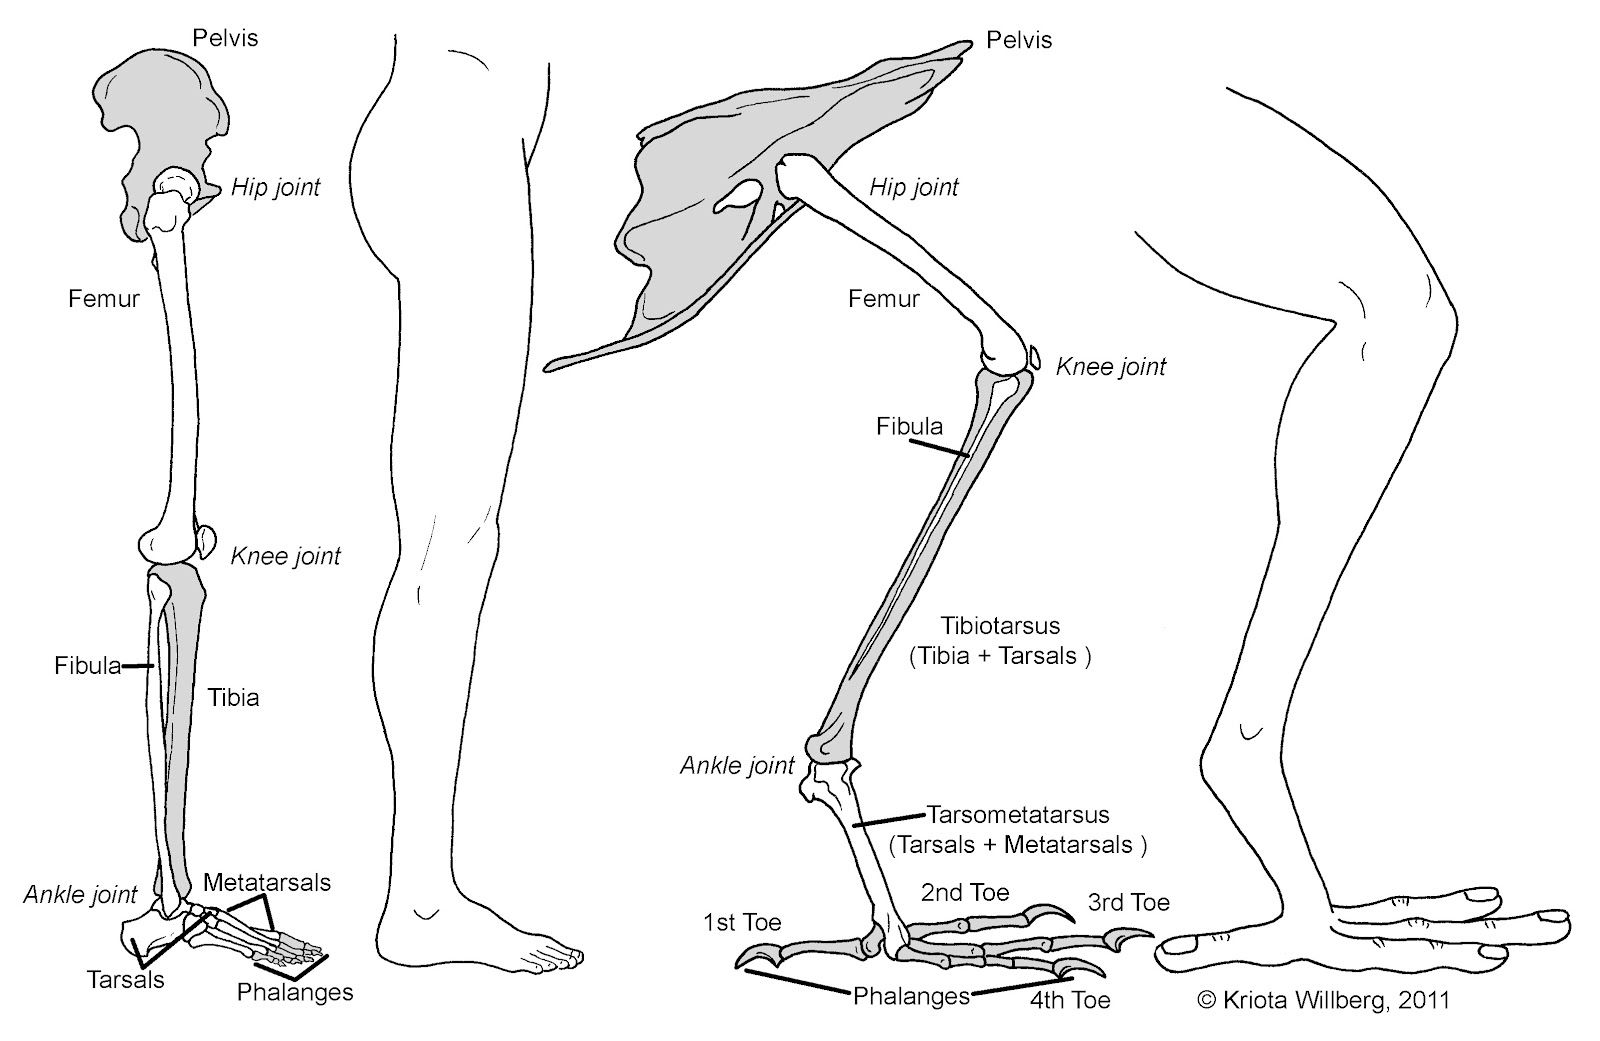 Pelvis
Hip joint
Femur
Knee joint
Fibula
Tibia
Ankle joint
Metatarsals
Tarsals
Phalanges
Pelvis
Hip joint
Femur
Knee joint
Fibula
Tibiotarsus
(Tibia + Tarsals )
Ankle joint
Tarsometatarsus
(Tarsals + Metatarsals )
2nd Toe
3rd Toe
1st Toe
Phalanges
4th Toe
© Kriota Willberg, 2011